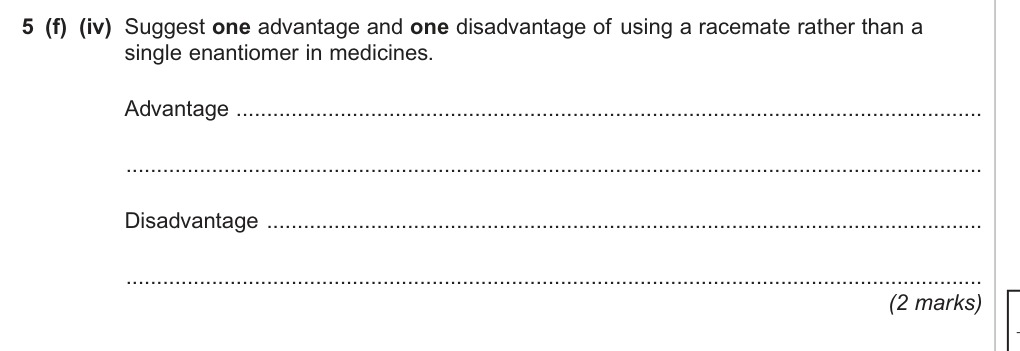 5 (f) (iv) Suggest one advantage and one disadvantage of using a racemate rather than a
single enantiomer in medicines.
Advantage ................................................................................................................................
................................................................................................................................................
Disadvantage ...........................................................................................................................
................................................................................................................................................
(2 marks)